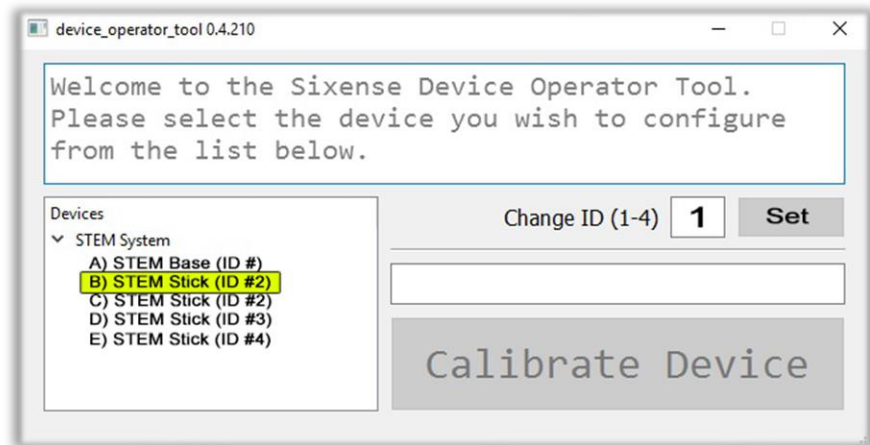 device_operator_tool 0.4.210
Welcome to the Sixense Device Operator Tool.
Please select the device you wish to configure
from the list below.
Devices
STEM System
A) STEM Base (ID #)
B) STEM Stick (ID #2)
C) STEM Stick (ID #2)
D) STEM Stick (ID #3)
E) STEM Stick (ID #4)
Change ID (1-4) 1 Set
Calibrate Device